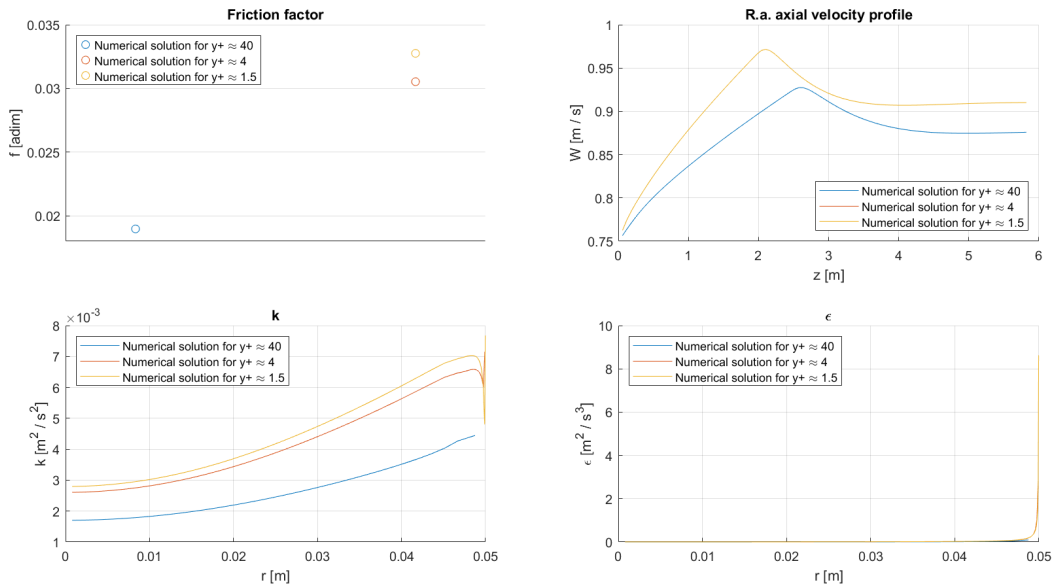 Friction factor
0.035
0.03
0.025
0.02
f [adim]
Numerical solution for y+ ≈ 40
Numerical solution for y+ ≈ 4
Numerical solution for y+ ≈ 1.5
R.a. axial velocity profile
1
0.95
0.9
0.85
0.8
0.75
W [m / s]
Numerical solution for y+ ≈ 40
Numerical solution for y+ ≈ 4
Numerical solution for y+ ≈ 1.5
0 1 2 3 4 5 6
z [m]
k
×10⁻³
8
7
6
5
4
3
2
1
k [m² / s²]
Numerical solution for y+ ≈ 40
Numerical solution for y+ ≈ 4
Numerical solution for y+ ≈ 1.5
0 0.01 0.02 0.03 0.04 0.05
r [m]
ϵ
10
8
6
4
2
0
ϵ [m² / s³]
Numerical solution for y+ ≈ 40
Numerical solution for y+ ≈ 4
Numerical solution for y+ ≈ 1.5
0 0.01 0.02 0.03 0.04 0.05
r [m]